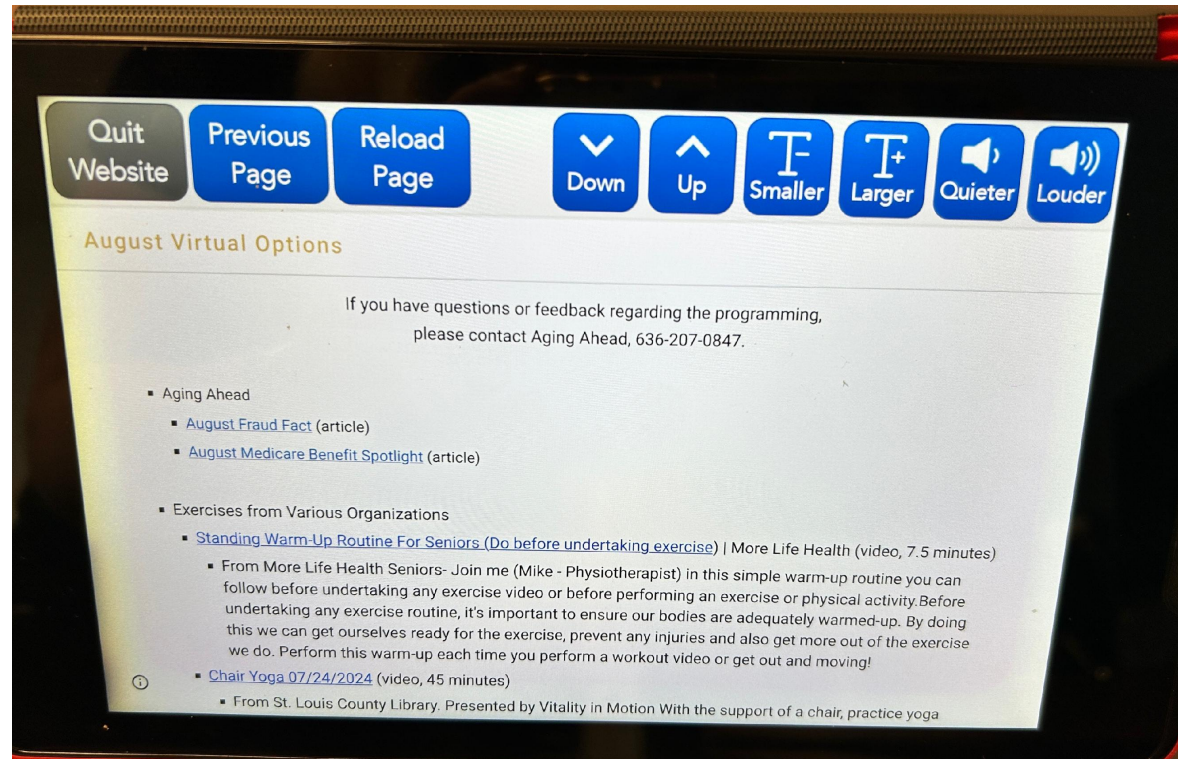 Quit Website
Previous Page
Reload Page
Down
Up
T- Smaller
T+ Larger
Quieter
Louder
August Virtual Options
If you have questions or feedback regarding the programming,
please contact Aging Ahead, 636-207-0847.
▪ Aging Ahead
▪ August Fraud Fact (article)
▪ August Medicare Benefit Spotlight (article)
▪ Exercises from Various Organizations
▪ Standing Warm-Up Routine For Seniors (Do before undertaking exercise) | More Life Health (video, 7.5 minutes)
▪ From More Life Health Seniors- Join me (Mike - Physiotherapist) in this simple warm-up routine you can
follow before undertaking any exercise video or before performing an exercise or physical activity.Before
undertaking any exercise routine, it's important to ensure our bodies are adequately warmed-up. By doing
this we can get ourselves ready for the exercise, prevent any injuries and also get more out of the exercise
we do. Perform this warm-up each time you perform a workout video or get out and moving!
▪ Chair Yoga 07/24/2024 (video, 45 minutes)
▪ From St. Louis County Library. Presented by Vitality in Motion With the support of a chair, practice yoga